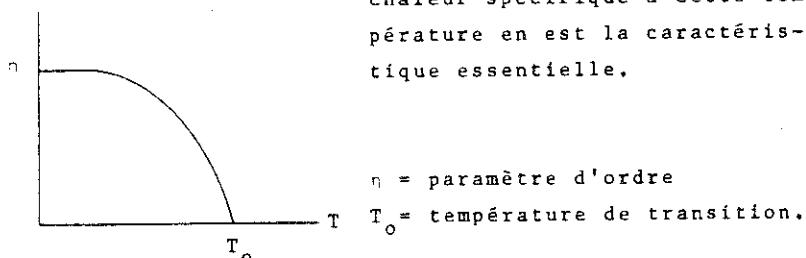 chaleur spécifique à cette tem-
pérature en est la caractéris-
tique essentielle.
η
η = paramètre d'ordre
T
T₀= température de transition.
T₀